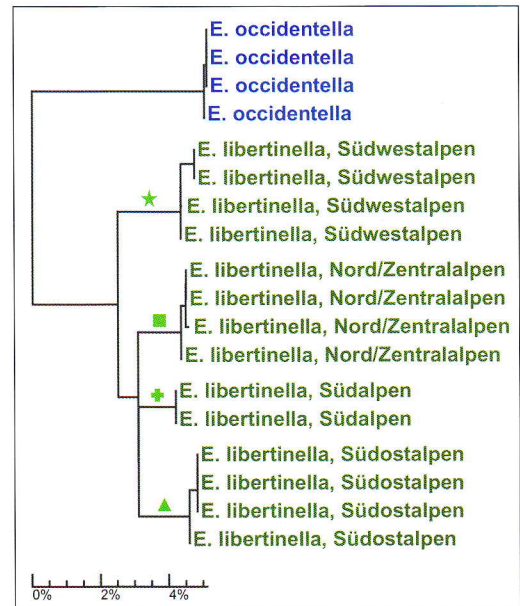 E. occidentella
E. occidentella
E. occidentella
E. occidentella
E. libertinella, Südwestalpen
E. libertinella, Südwestalpen
E. libertinella, Südwestalpen
E. libertinella, Südwestalpen
E. libertinella, Nord/Zentralalpen
E. libertinella, Nord/Zentralalpen
E. libertinella, Nord/Zentralalpen
E. libertinella, Nord/Zentralalpen
E. libertinella, Südalpen
E. libertinella, Südalpen
E. libertinella, Südostalpen
E. libertinella, Südostalpen
E. libertinella, Südostalpen
E. libertinella, Südostalpen
0% 2% 4%